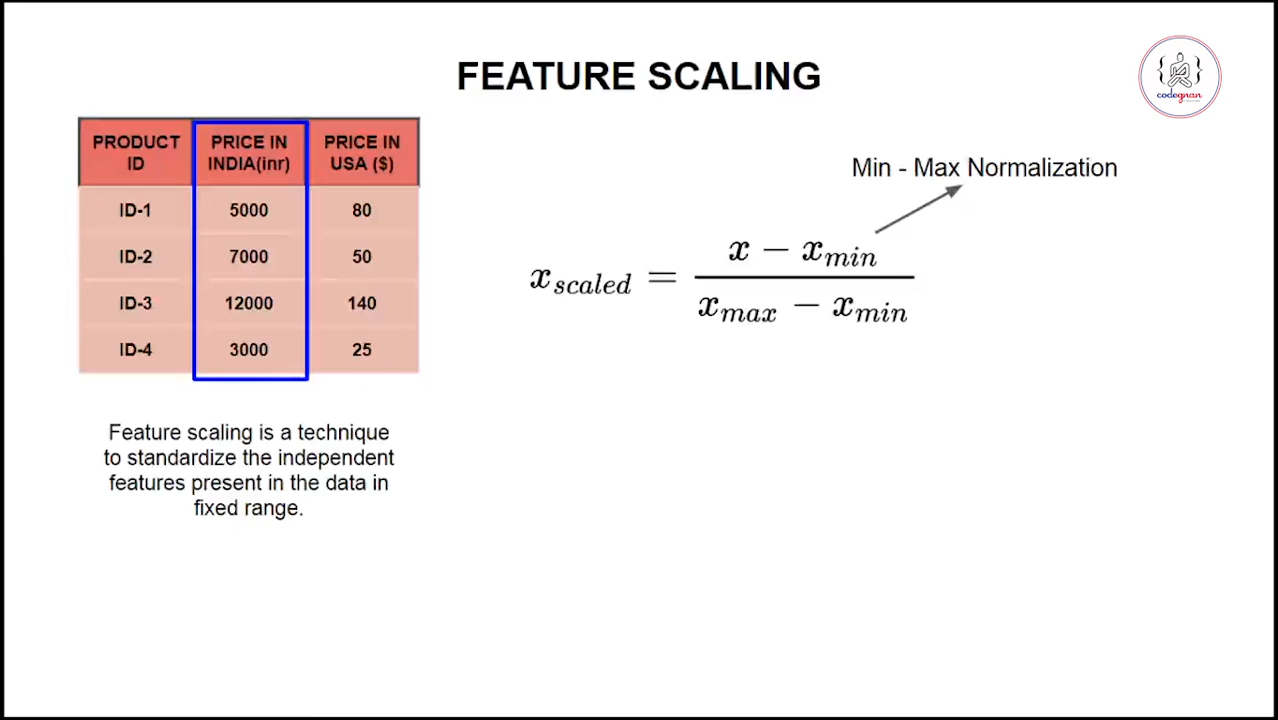 FEATURE SCALING
codegnan
PRODUCT ID PRICE IN INDIA(inr) PRICE IN USA ($)
ID-1 5000 80
ID-2 7000 50
ID-3 12000 140
ID-4 3000 25
Feature scaling is a technique
to standardize the independent
features present in the data in
fixed range.
Min - Max Normalization
x_scaled = (x − x_min) / (x_max − x_min)